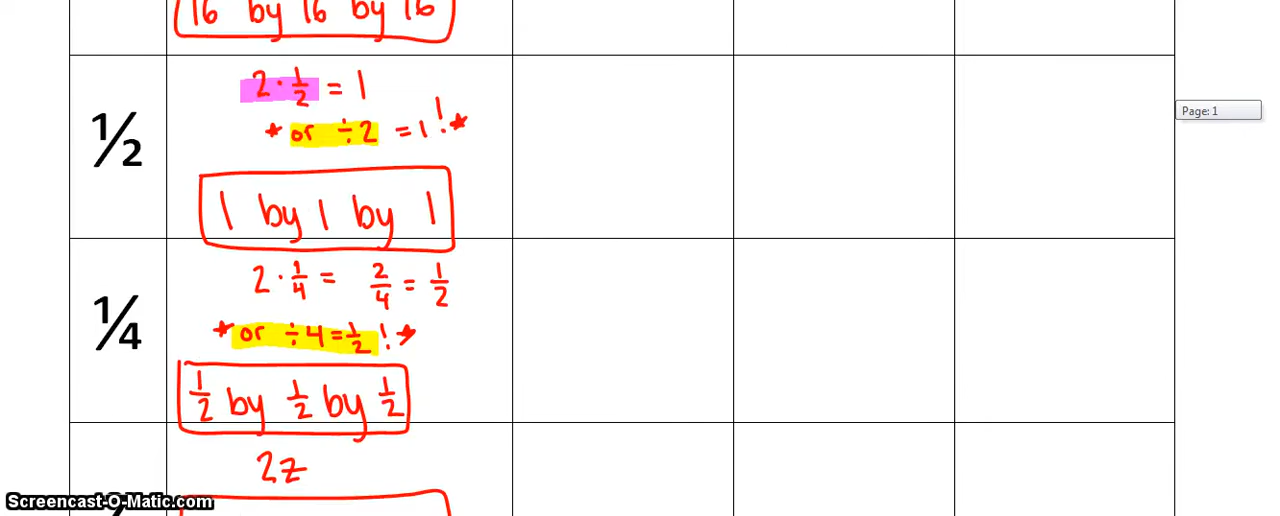 16 by 16 by 16
½
2 · 1/2 = 1
* or ÷2 = 1! *
1 by 1 by 1
¼
2 · 1/4 = 2/4 = 1/2
* or ÷4 = 1/2! *
1/2 by 1/2 by 1/2
2z
Page: 1
Screencast-O-Matic.com